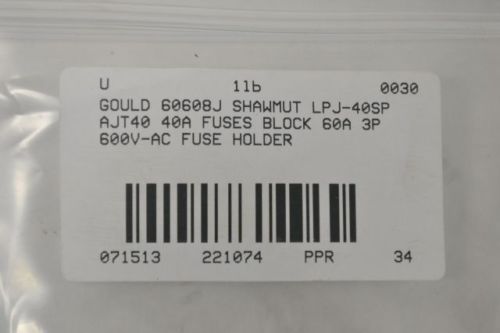 U 1lb 0030
GOULD 60608J SHAWMUT LPJ-40SP
AJT40 40A FUSES BLOCK 60A 3P
600V-AC FUSE HOLDER
071513 221074 PPR 34